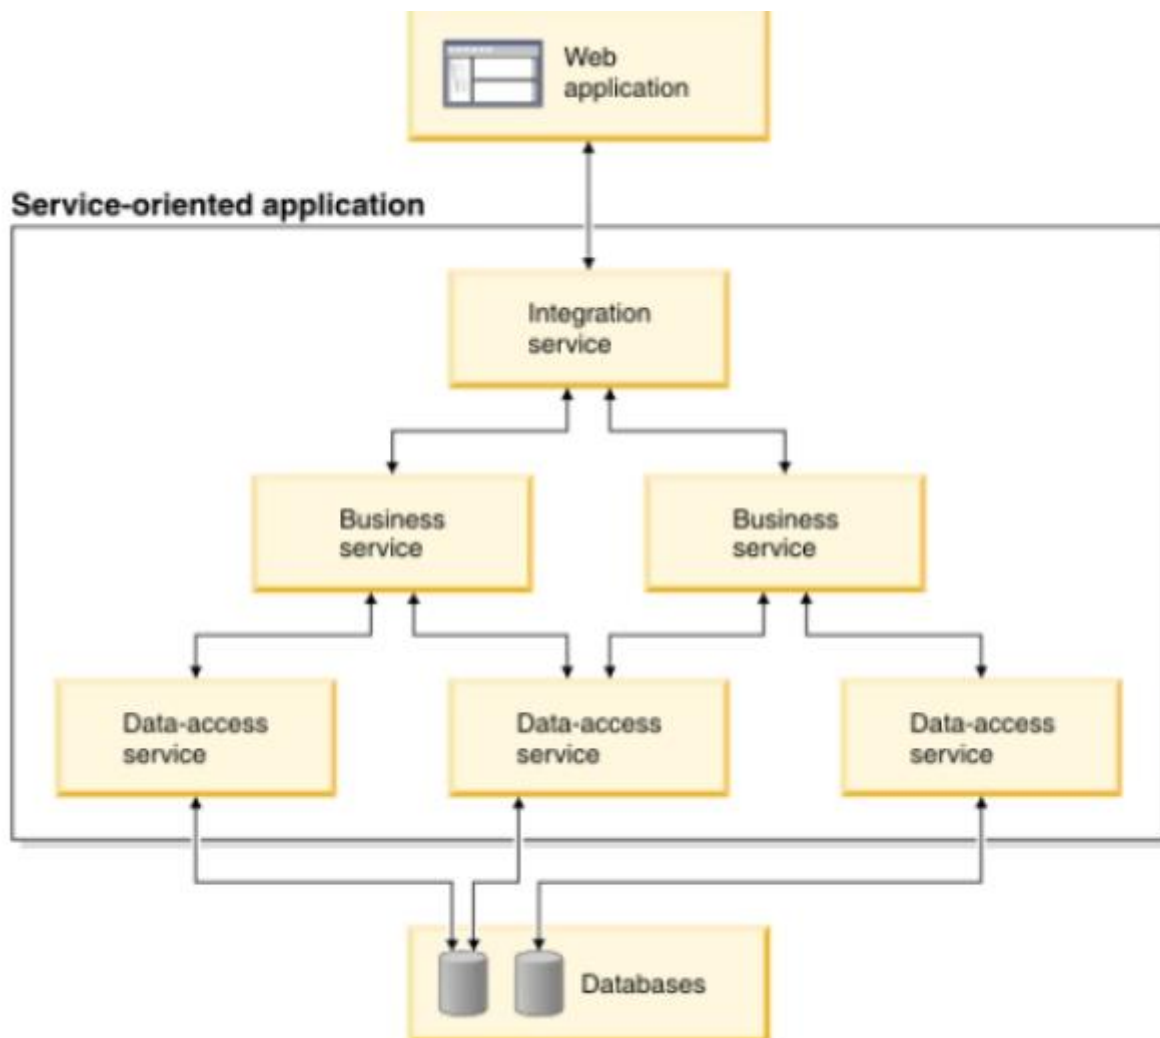 Web
application
Service-oriented application
Integration
service
Business
service
Business
service
Data-access
service
Data-access
service
Data-access
service
Databases